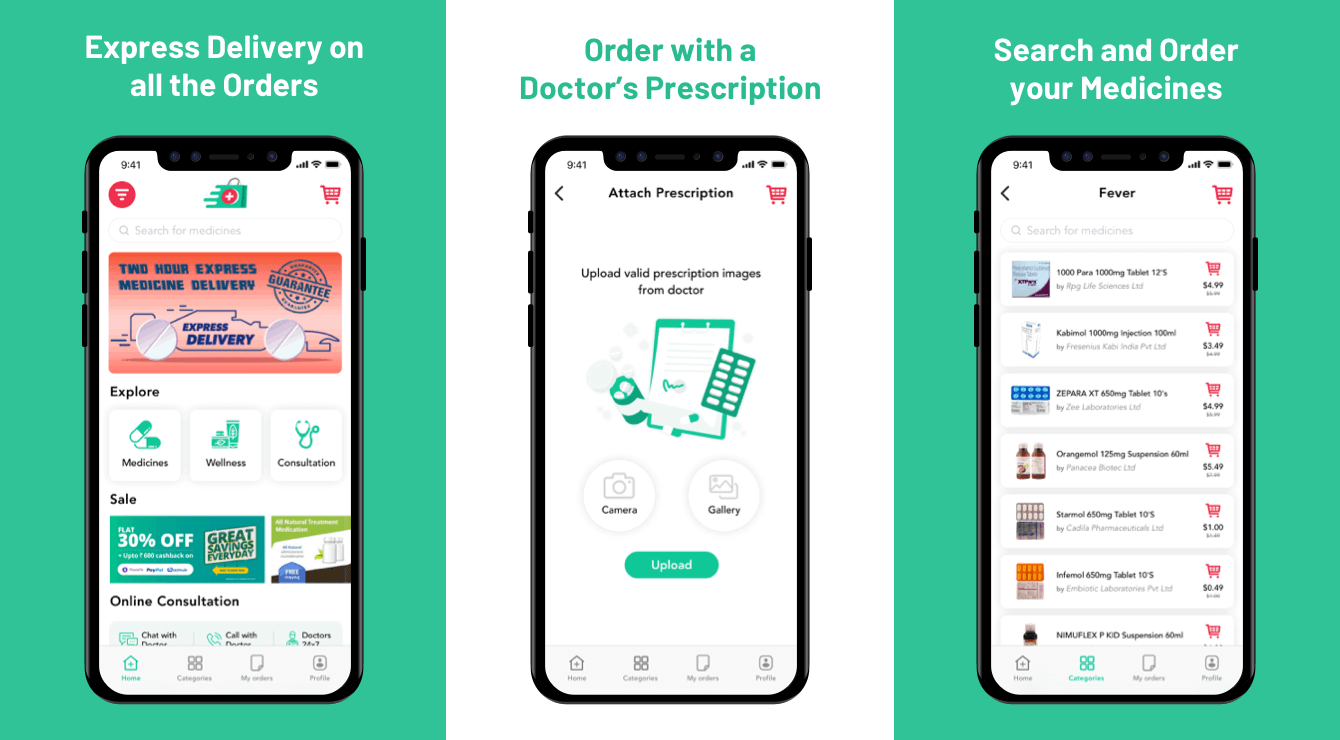 Express Delivery on
all the Orders
9:41
Search for medicines
TWO HOUR EXPRESS
MEDICINE DELIVERY
GUARANTEE
GUARANTEE
GUARANTEE
EXPRESS
DELIVERY
Explore
Medicines
Wellness
Consultation
Sale
FLAT
30% OFF
+ Upto ₹ 600 cashback on
PayPal
GREAT
SAVINGS
EVERYDAY
All Natural Treatment
Medication
FREE
Online Consultation
Chat with
Doctor
Call with
Doctor
Doctors
24x7
Home
Categories
My orders
Profile
Order with a
Doctor’s Prescription
9:41
Attach Prescription
Upload valid prescription images
from doctor
Camera
Gallery
Upload
Home
Categories
My orders
Profile
Search and Order
your Medicines
9:41
Fever
Search for medicines
1000 Para 1000mg Tablet 12'S
by Rpg Life Sciences Ltd
$4.99
$5.99
Kabimol 1000mg Injection 100ml
by Fresenius Kabi India Pvt Ltd
$3.49
$4.99
ZEPARA XT 650mg Tablet 10's
by Zee Laboratories Ltd
$4.99
$5.99
Orangemol 125mg Suspension 60ml
by Panacea Biotec Ltd
$5.49
$7.99
Starmol 650mg Tablet 10'S
by Cadila Pharmaceuticals Ltd
$1.00
Infemol 650mg Tablet 10'S
by Embiotic Laboratories Pvt Ltd
$0.49
$1.00
NIMUFLEX P KID Suspension 60ml
Home
Categories
My orders
Profile